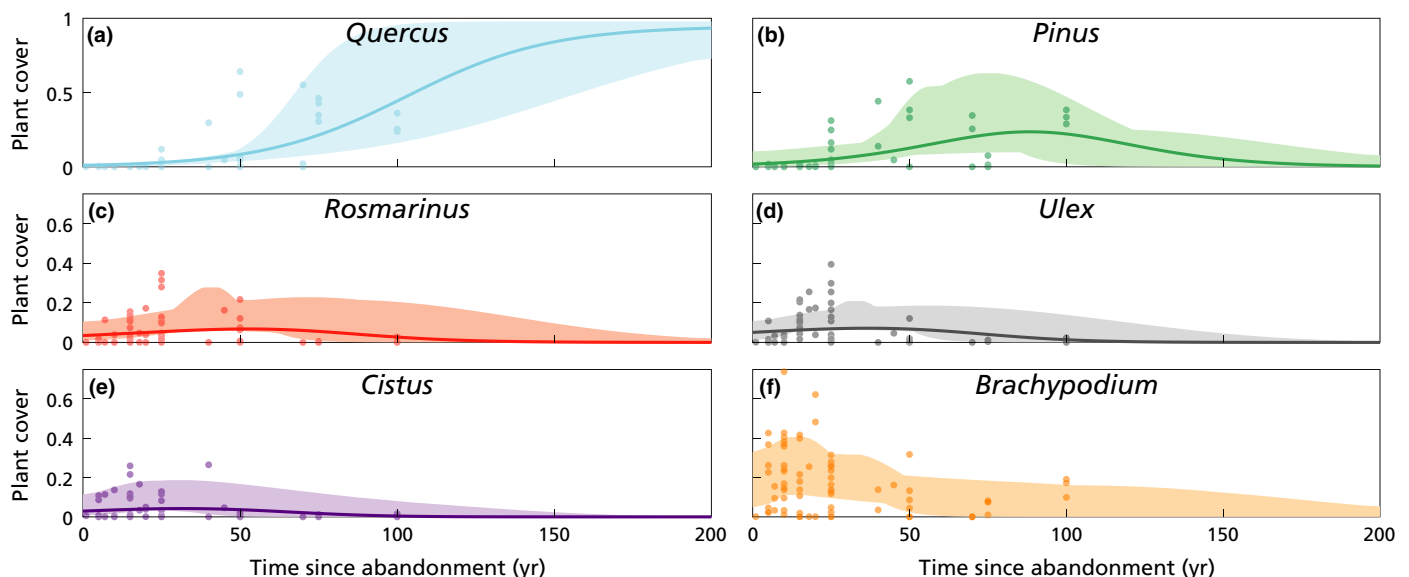 (a) Quercus
(b) Pinus
Plant cover
1
0.5
0
(c) Rosmarinus
(d) Ulex
Plant cover
0.6
0.4
0.2
0
(e) Cistus
(f) Brachypodium
Plant cover
0.6
0.4
0.2
0
0 50 100 150 200
0 50 100 150 200
Time since abandonment (yr)
Time since abandonment (yr)